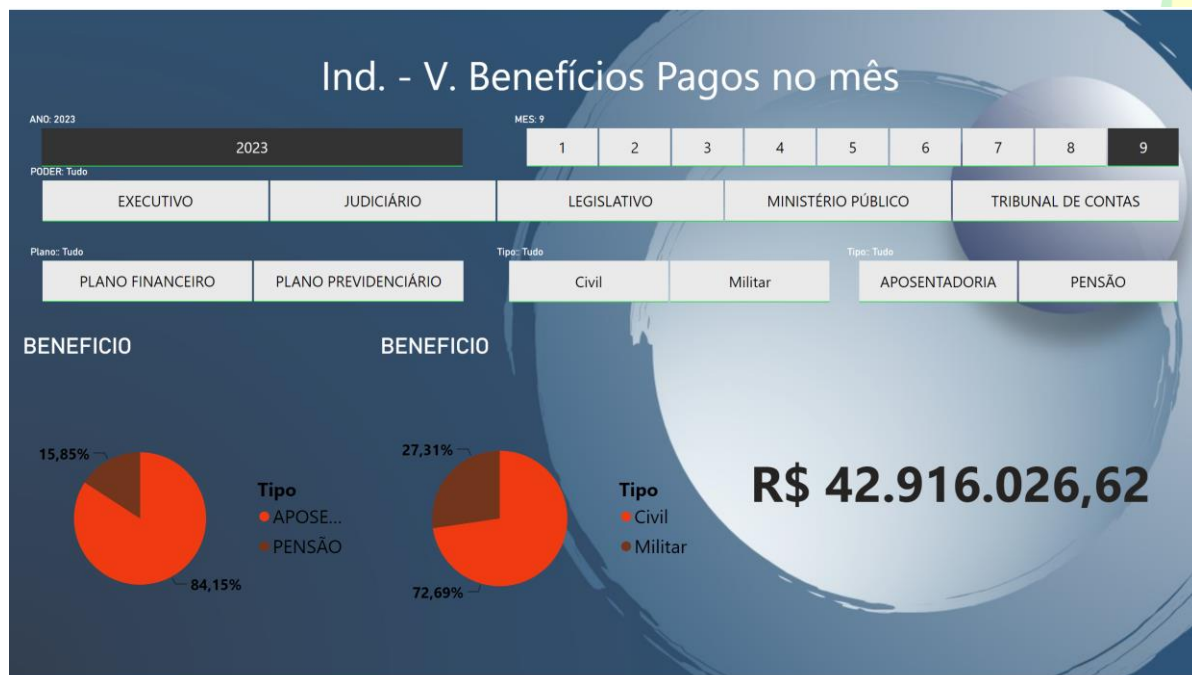 Ind. - V. Benefícios Pagos no mês
ANO: 2023
MES: 9
2023
1 2 3 4 5 6 7 8 9
PODER: Tudo
EXECUTIVO JUDICIÁRIO LEGISLATIVO MINISTÉRIO PÚBLICO TRIBUNAL DE CONTAS
Plano:: Tudo
Tipo: Tudo
Tipo: Tudo
PLANO FINANCEIRO PLANO PREVIDENCIÁRIO
Civil Militar
APOSENTADORIA PENSÃO
BENEFICIO
15,85%
84,15%
Tipo
APOSE...
PENSÃO
BENEFICIO
27,31%
72,69%
Tipo
Civil
Militar
R$ 42.916.026,62